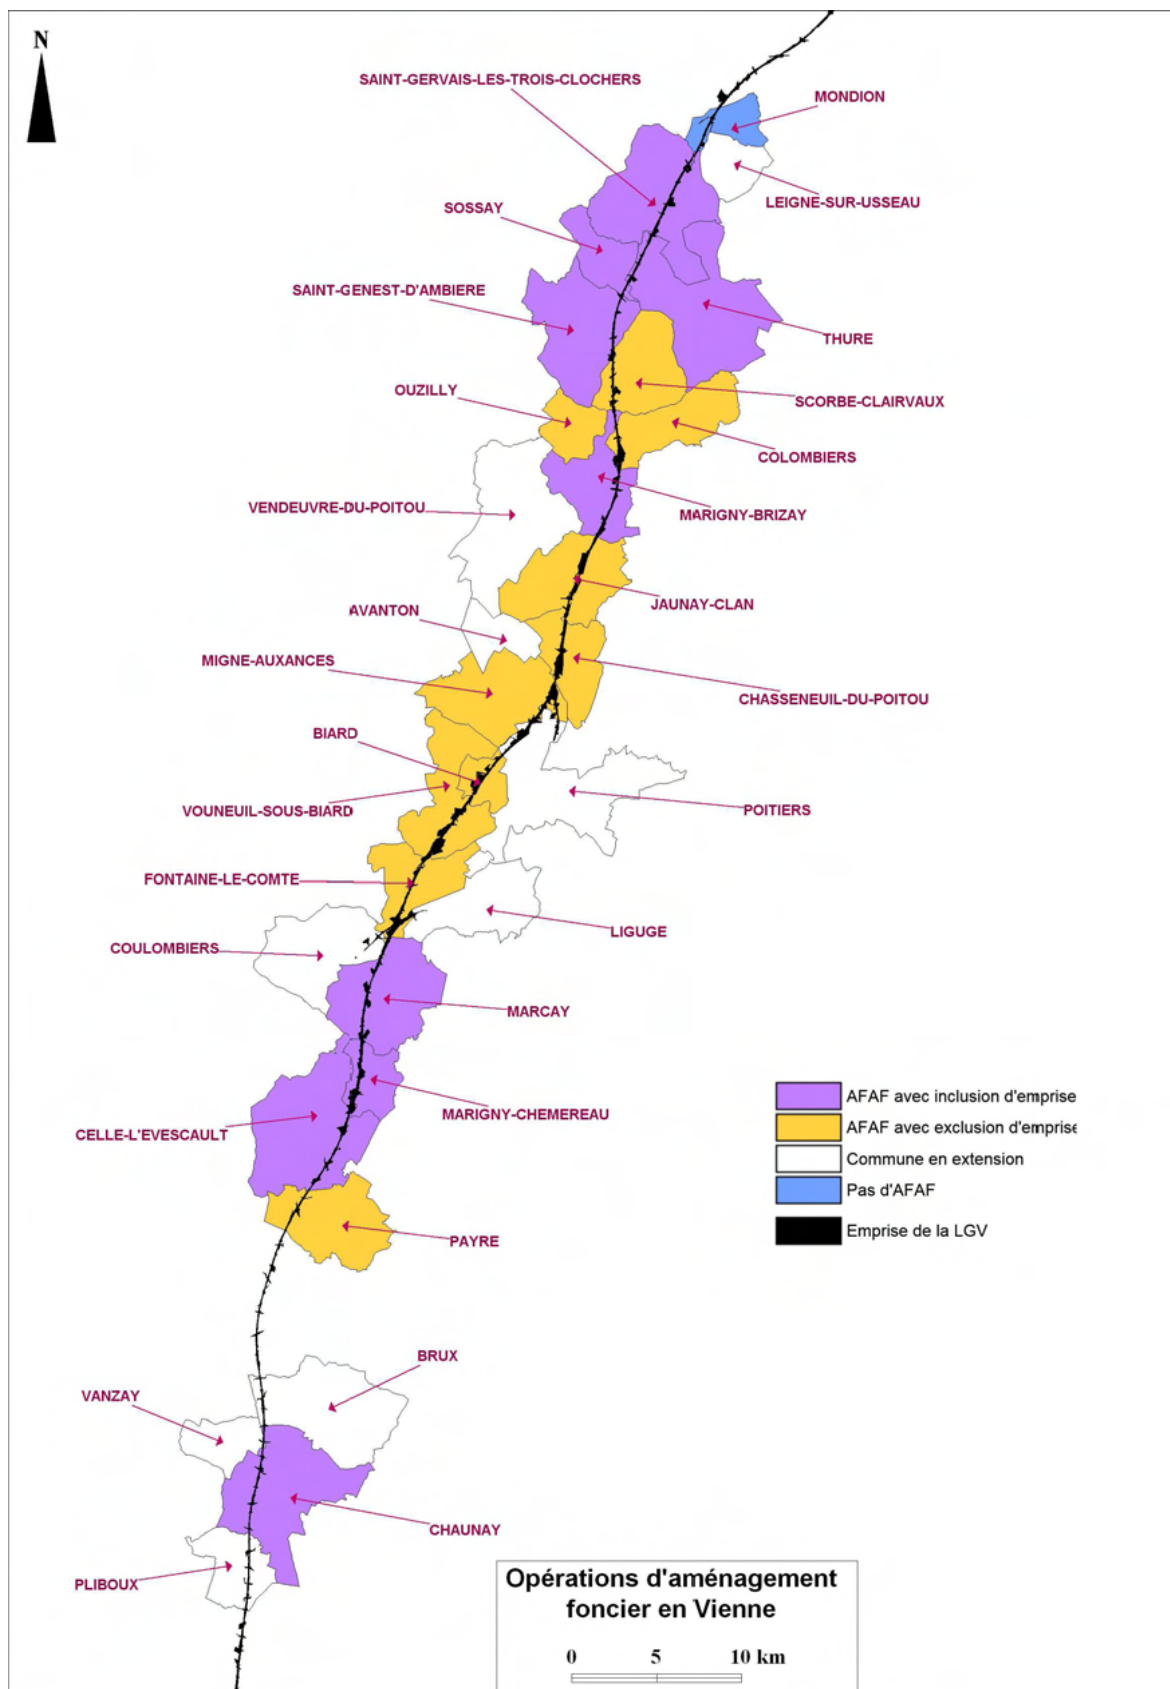 N
SAINT-GERVAIS-LES-TROIS-CLOCHERS
MONDION
LEIGNE-SUR-USSEAU
SOSSAY
SAINT-GENEST-D'AMBIERE
THURE
OUZILLY
SCORBE-CLAIRVAUX
COLOMBIERS
VENDEUVRE-DU-POITOU
MARIGNY-BRIZAY
JAUNAY-CLAN
AVANTON
MIGNE-AUXANCES
CHASSENEUIL-DU-POITOU
BIARD
VOUNEUIL-SOUS-BIARD
POITIERS
FONTAINE-LE-COMTE
LIGUGE
COULOMBIERS
MARCAY
MARIGNY-CHEMEREAU
CELLE-L'EVESCAULT
AFAF avec inclusion d'emprise
AFAF avec exclusion d'emprise
Commune en extension
Pas d'AFAF
Emprise de la LGV
PAYRE
BRUX
VANZAY
CHAUNAY
PLIBOUX
Opérations d'aménagement
foncier en Vienne
0 5 10 km